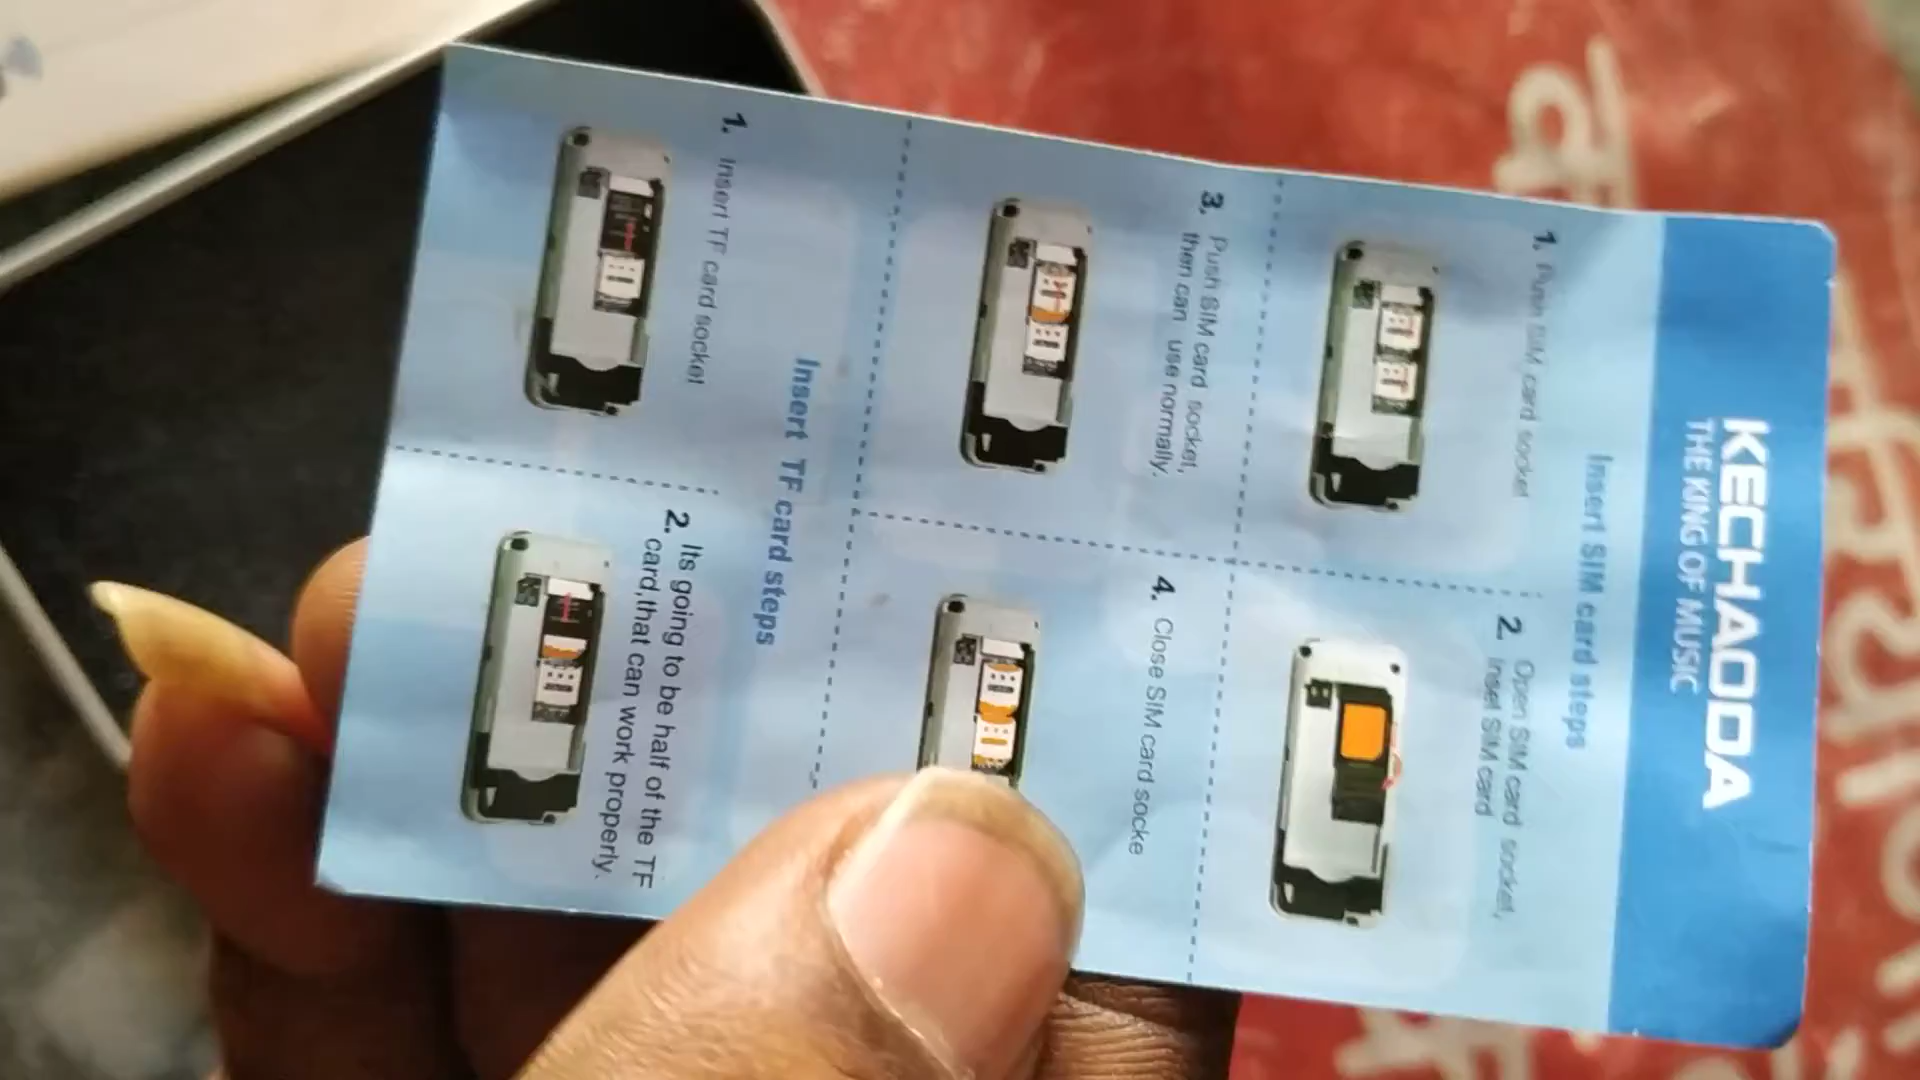 KECHAODA
THE KING OF MUSIC
Insert SIM card steps
1. Push SIM card socket
2. Open SIM card socket,
Inset SIM card
3. Push SIM card socket,
then can use normally.
4. Close SIM card socke
Insert TF card steps
1. Insert TF card socket
2. Its going to be half of the TF
card,that can work properly.